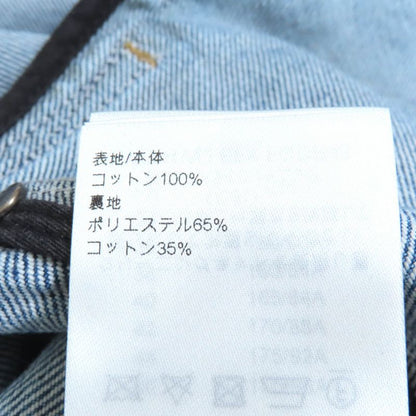 表地/本体
コットン100%
裏地
ポリエステル65%
コットン35%